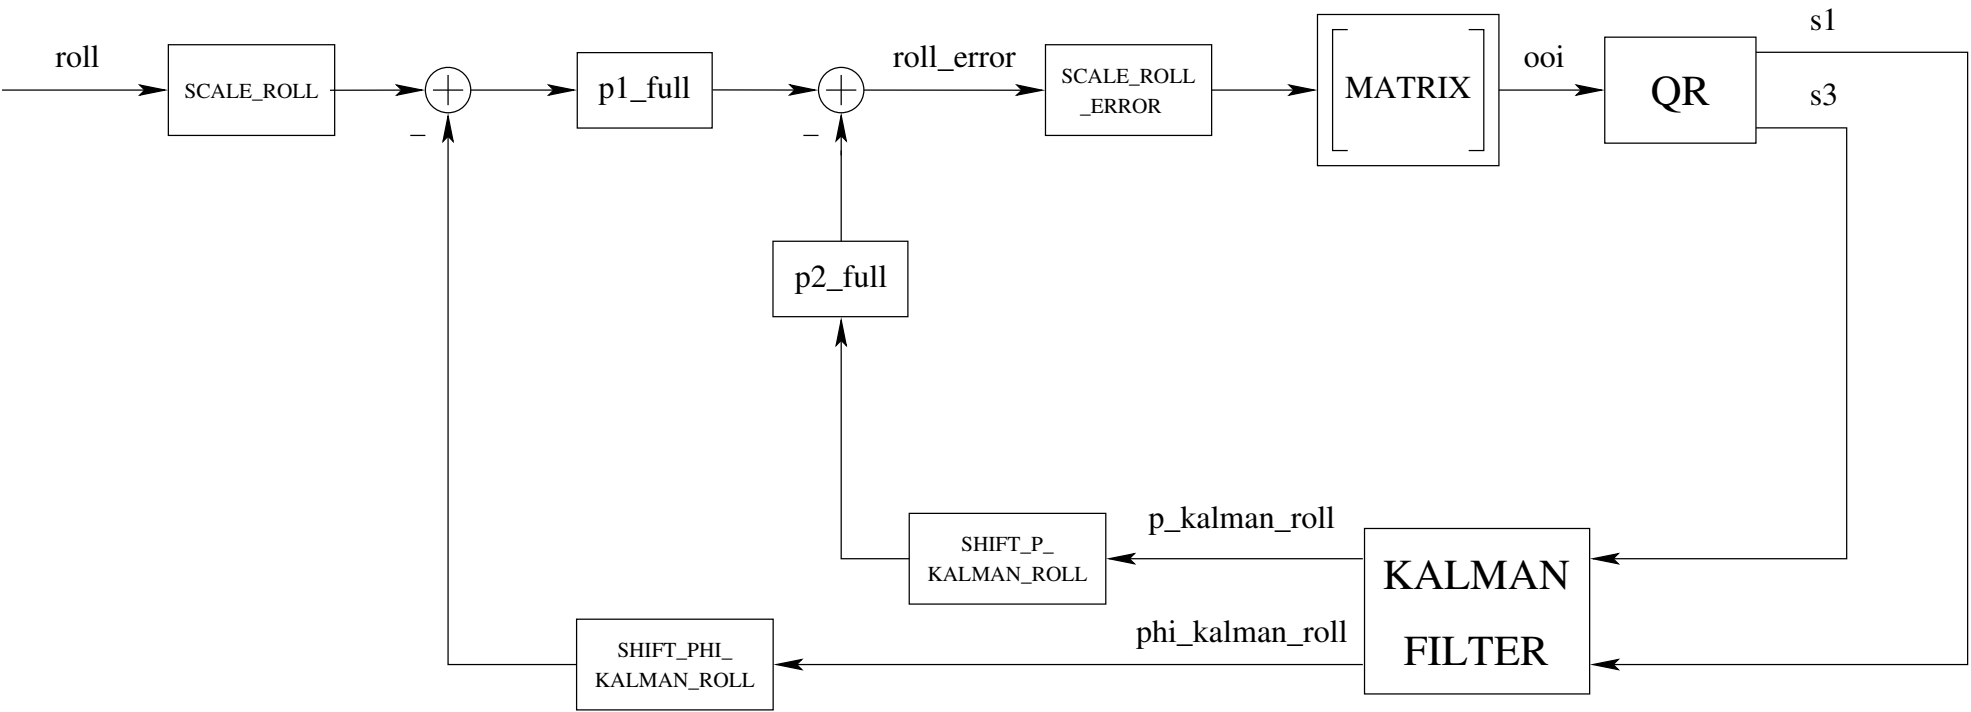 roll
SCALE_ROLL
–
p1_full
–
roll_error
SCALE_ROLL
_ERROR
MATRIX
ooi
QR
s1
s3
p2_full
SHIFT_P_
KALMAN_ROLL
p_kalman_roll
KALMAN
FILTER
SHIFT_PHI_
KALMAN_ROLL
phi_kalman_roll